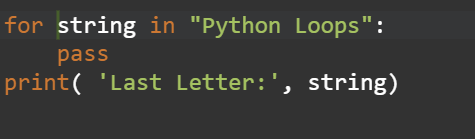 for string in "Python Loops":
    pass
print( 'Last Letter:', string)